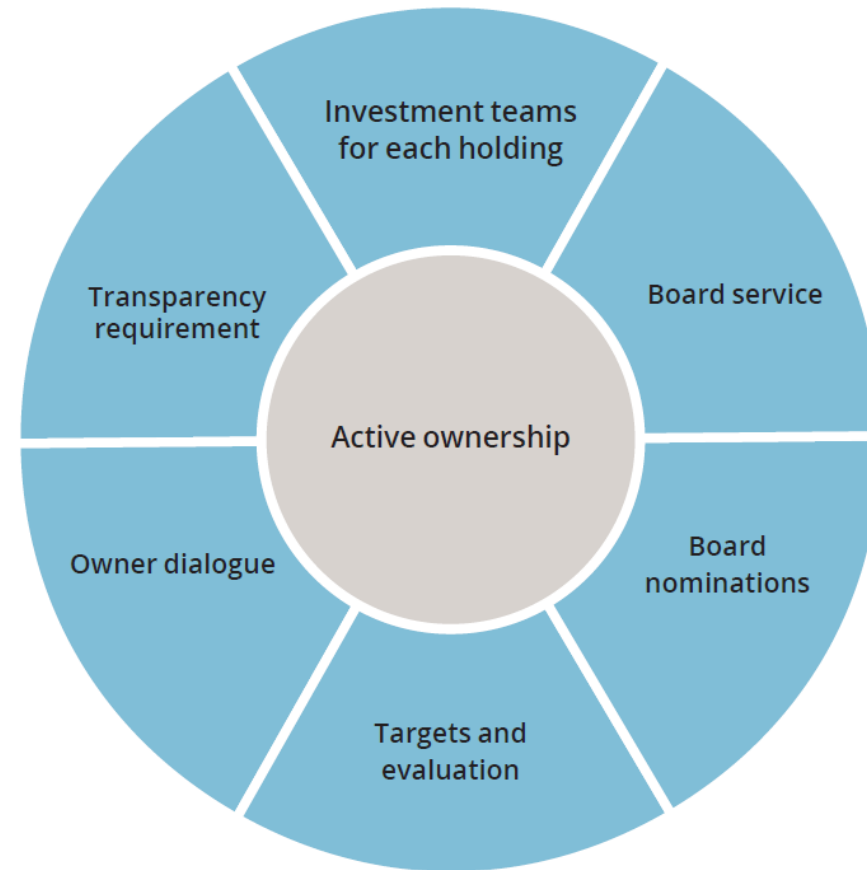 Investment teams
for each holding
Board service
Board
nominations
Targets and
evaluation
Owner dialogue
Transparency
requirement
Active ownership